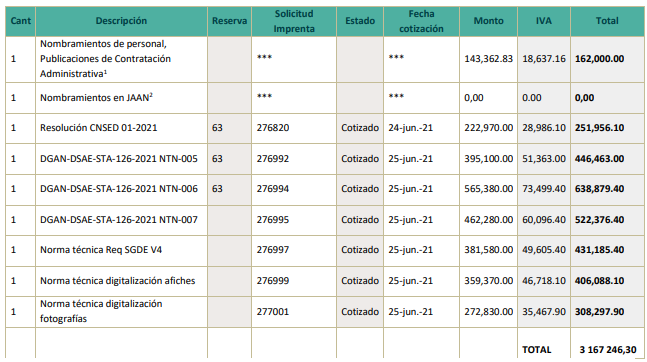 Cant Descripción Reserva Solicitud Imprenta Estado Fecha cotización Monto IVA Total
1 Nombramientos de personal, Publicaciones de Contratación Administrativa¹ *** *** 143,362.83 18,637.16 162,000.00
1 Nombramientos en JAAN² *** *** 0,00 0.00 0,00
1 Resolución CNSED 01-2021 63 276820 Cotizado 24-jun.-21 222,970.00 28,986.10 251,956.10
1 DGAN-DSAE-STA-126-2021 NTN-005 63 276992 Cotizado 25-jun.-21 395,100.00 51,363.00 446,463.00
1 DGAN-DSAE-STA-126-2021 NTN-006 63 276994 Cotizado 25-jun.-21 565,380.00 73,499.40 638,879.40
1 DGAN-DSAE-STA-126-2021 NTN-007 276995 Cotizado 25-jun.-21 462,280.00 60,096.40 522,376.40
1 Norma técnica Req SGDE V4 276997 Cotizado 25-jun.-21 381,580.00 49,605.40 431,185.40
1 Norma técnica digitalización afiches 276999 Cotizado 25-jun.-21 359,370.00 46,718.10 406,088.10
1 Norma técnica digitalización fotografías 277001 Cotizado 25-jun.-21 272,830.00 35,467.90 308,297.90
TOTAL 3 167 246,30